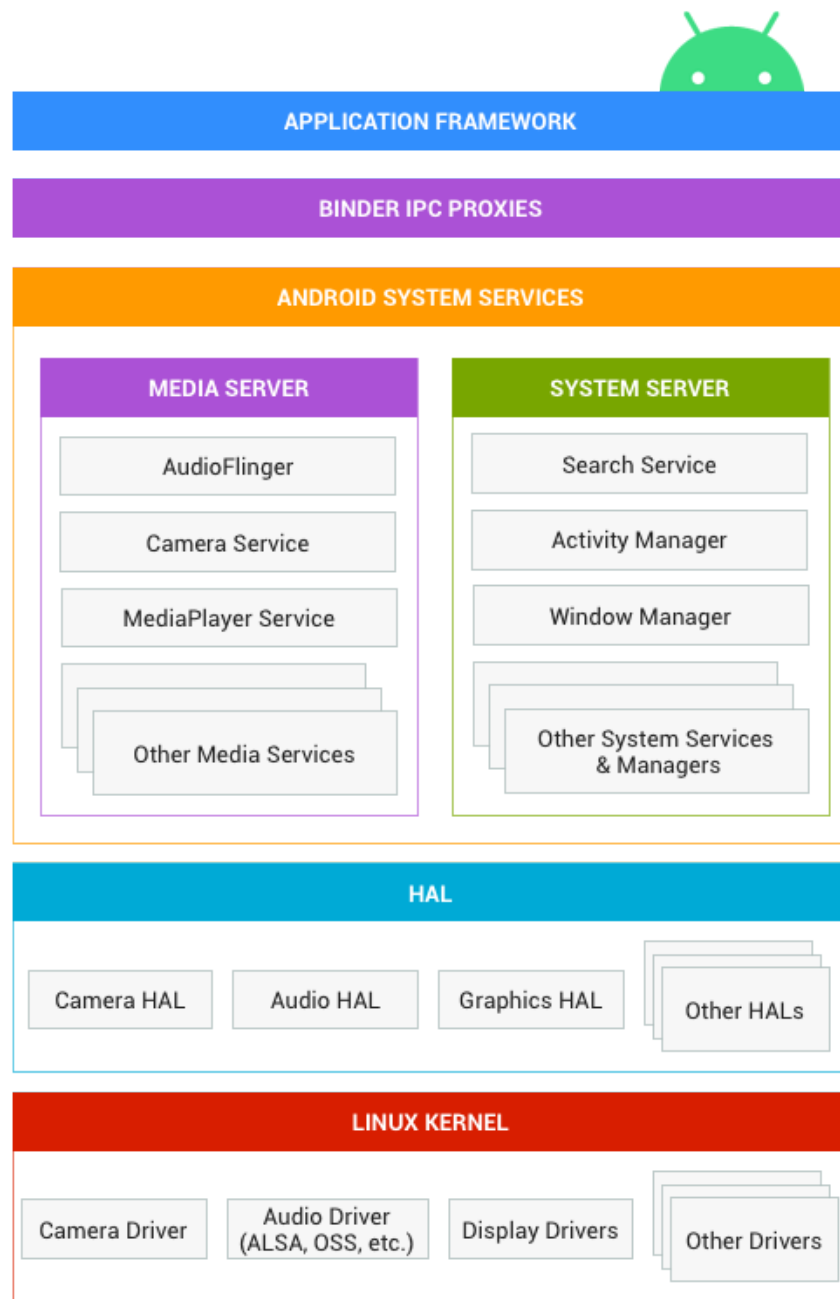 APPLICATION FRAMEWORK
BINDER IPC PROXIES
ANDROID SYSTEM SERVICES
MEDIA SERVER
AudioFlinger
Camera Service
MediaPlayer Service
Other Media Services
SYSTEM SERVER
Search Service
Activity Manager
Window Manager
Other System Services
& Managers
HAL
Camera HAL
Audio HAL
Graphics HAL
Other HALs
LINUX KERNEL
Camera Driver
Audio Driver
(ALSA, OSS, etc.)
Display Drivers
Other Drivers